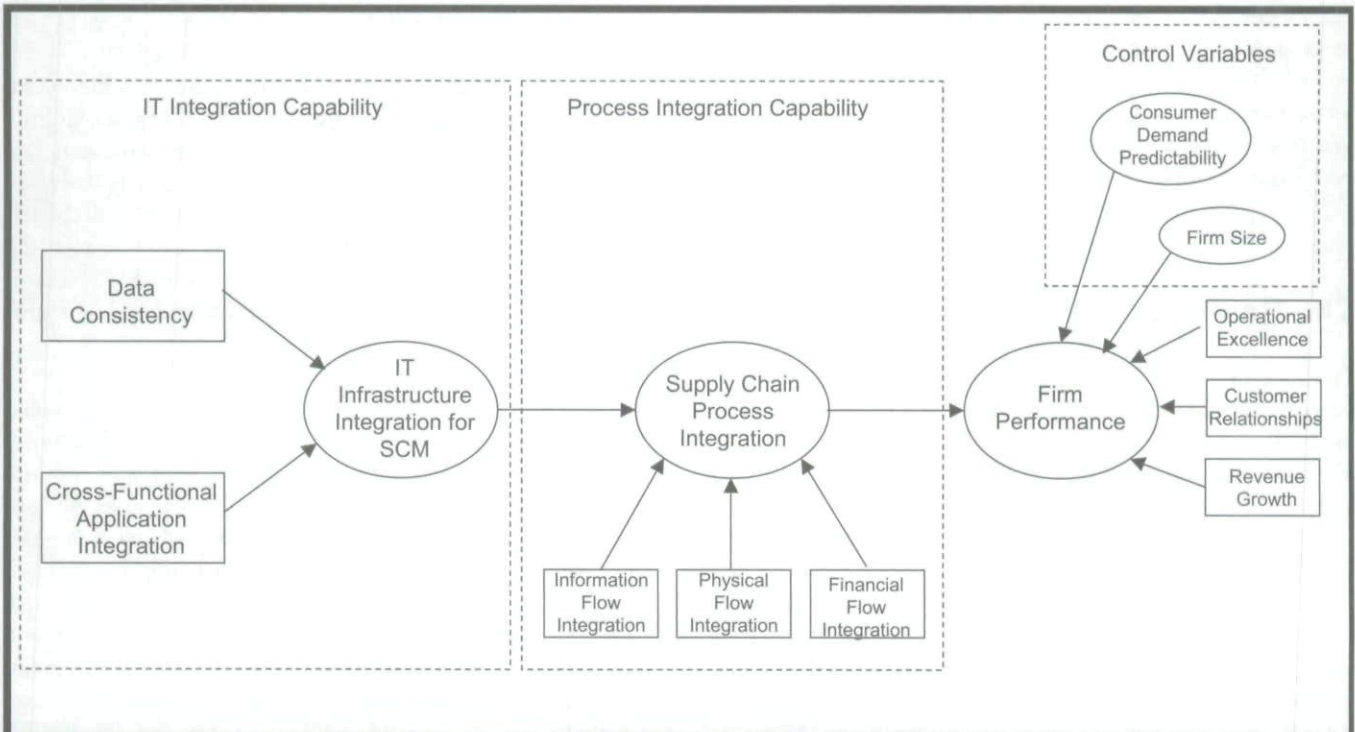 Control Variables
IT Integration Capability
Process Integration Capability
Consumer
Demand
Predictability
Firm Size
Data
Consistency
IT
Infrastructure
Integration for
SCM
Supply Chain
Process
Integration
Firm
Performance
Operational
Excellence
Customer
Relationships
Revenue
Growth
Cross-Functional
Application
Integration
Information
Flow
Integration
Physical
Flow
Integration
Financial
Flow
Integration